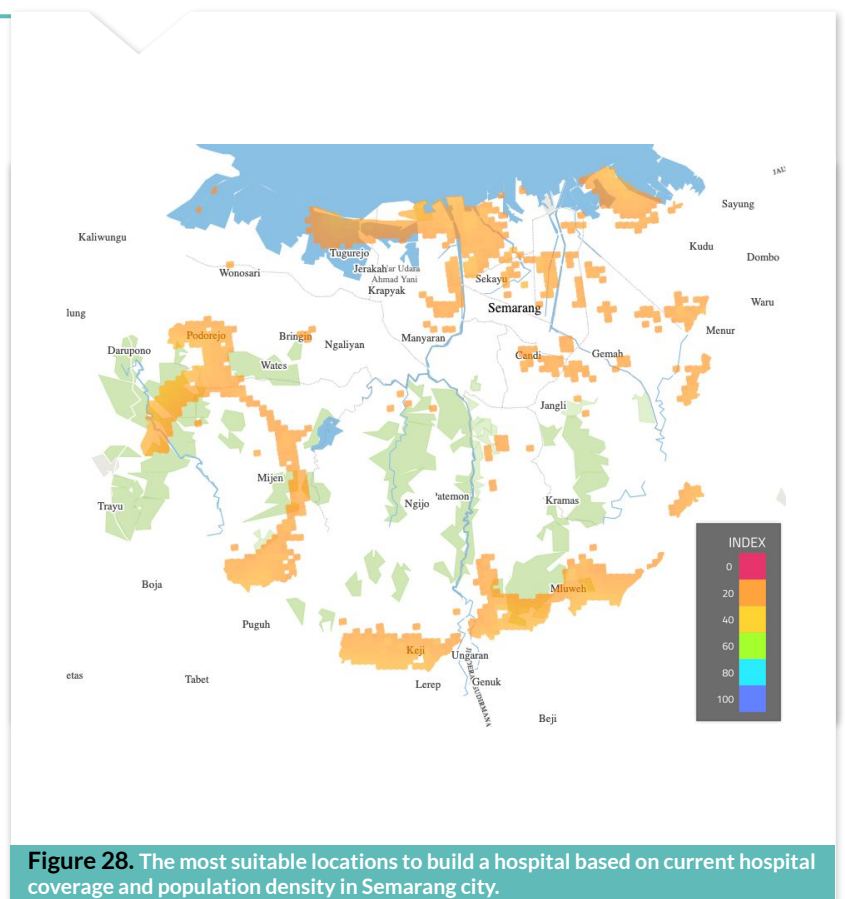 JAL
Sayung
Kaliwungu
Kudu
Tugurejo
Dombo
Jerakah
Ahmad Yani
Wonosari
Sekayu
Krapyak
Waru
Semarang
lung
Menur
Podorejo
Bringin
Manyaran
Ngaliyan
Darupono
Candi
Gemah
Wates
Jangli
Mijen
Patemon
Kramas
Trayu
Ngijo
INDEX
0
20
40
60
80
100
Boja
Mluweh
Puguh
Keji
Ungaran
etas
Tabet
Lerep
Genuk
Beji
Figure 28. The most suitable locations to build a hospital based on current hospital
coverage and population density in Semarang city.